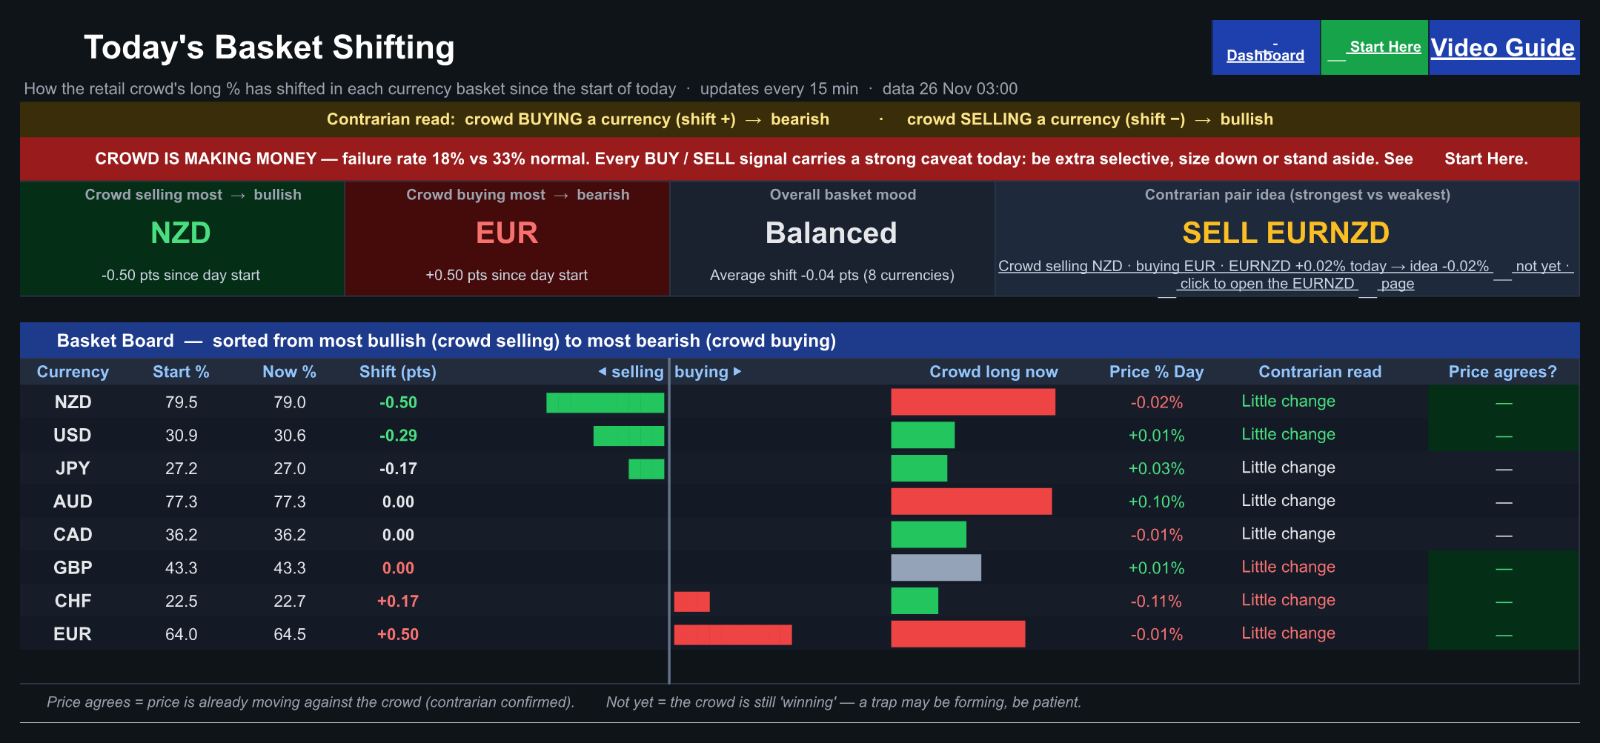 Today's Basket Shifting
Dashboard
Start Here
Video Guide
How the retail crowd's long % has shifted in each currency basket since the start of today · updates every 15 min · data 26 Nov 03:00
Contrarian read: crowd BUYING a currency (shift +) → bearish · crowd SELLING a currency (shift −) → bullish
CROWD IS MAKING MONEY — failure rate 18% vs 33% normal. Every BUY / SELL signal carries a strong caveat today: be extra selective, size down or stand aside. See Start Here.
Crowd selling most → bullish
NZD
-0.50 pts since day start
Crowd buying most → bearish
EUR
+0.50 pts since day start
Overall basket mood
Balanced
Average shift -0.04 pts (8 currencies)
Contrarian pair idea (strongest vs weakest)
SELL EURNZD
Crowd selling NZD · buying EUR · EURNZD +0.02% today → idea -0.02% not yet ·
click to open the EURNZD page
Basket Board — sorted from most bullish (crowd selling) to most bearish (crowd buying)
Currency Start % Now % Shift (pts) ◄ selling buying ► Crowd long now Price % Day Contrarian read Price agrees?
NZD 79.5 79.0 -0.50 -0.02% Little change —
USD 30.9 30.6 -0.29 +0.01% Little change —
JPY 27.2 27.0 -0.17 +0.03% Little change —
AUD 77.3 77.3 0.00 +0.10% Little change —
CAD 36.2 36.2 0.00 -0.01% Little change —
GBP 43.3 43.3 0.00 +0.01% Little change —
CHF 22.5 22.7 +0.17 -0.11% Little change —
EUR 64.0 64.5 +0.50 -0.01% Little change —
Price agrees = price is already moving against the crowd (contrarian confirmed). Not yet = the crowd is still 'winning' — a trap may be forming, be patient.